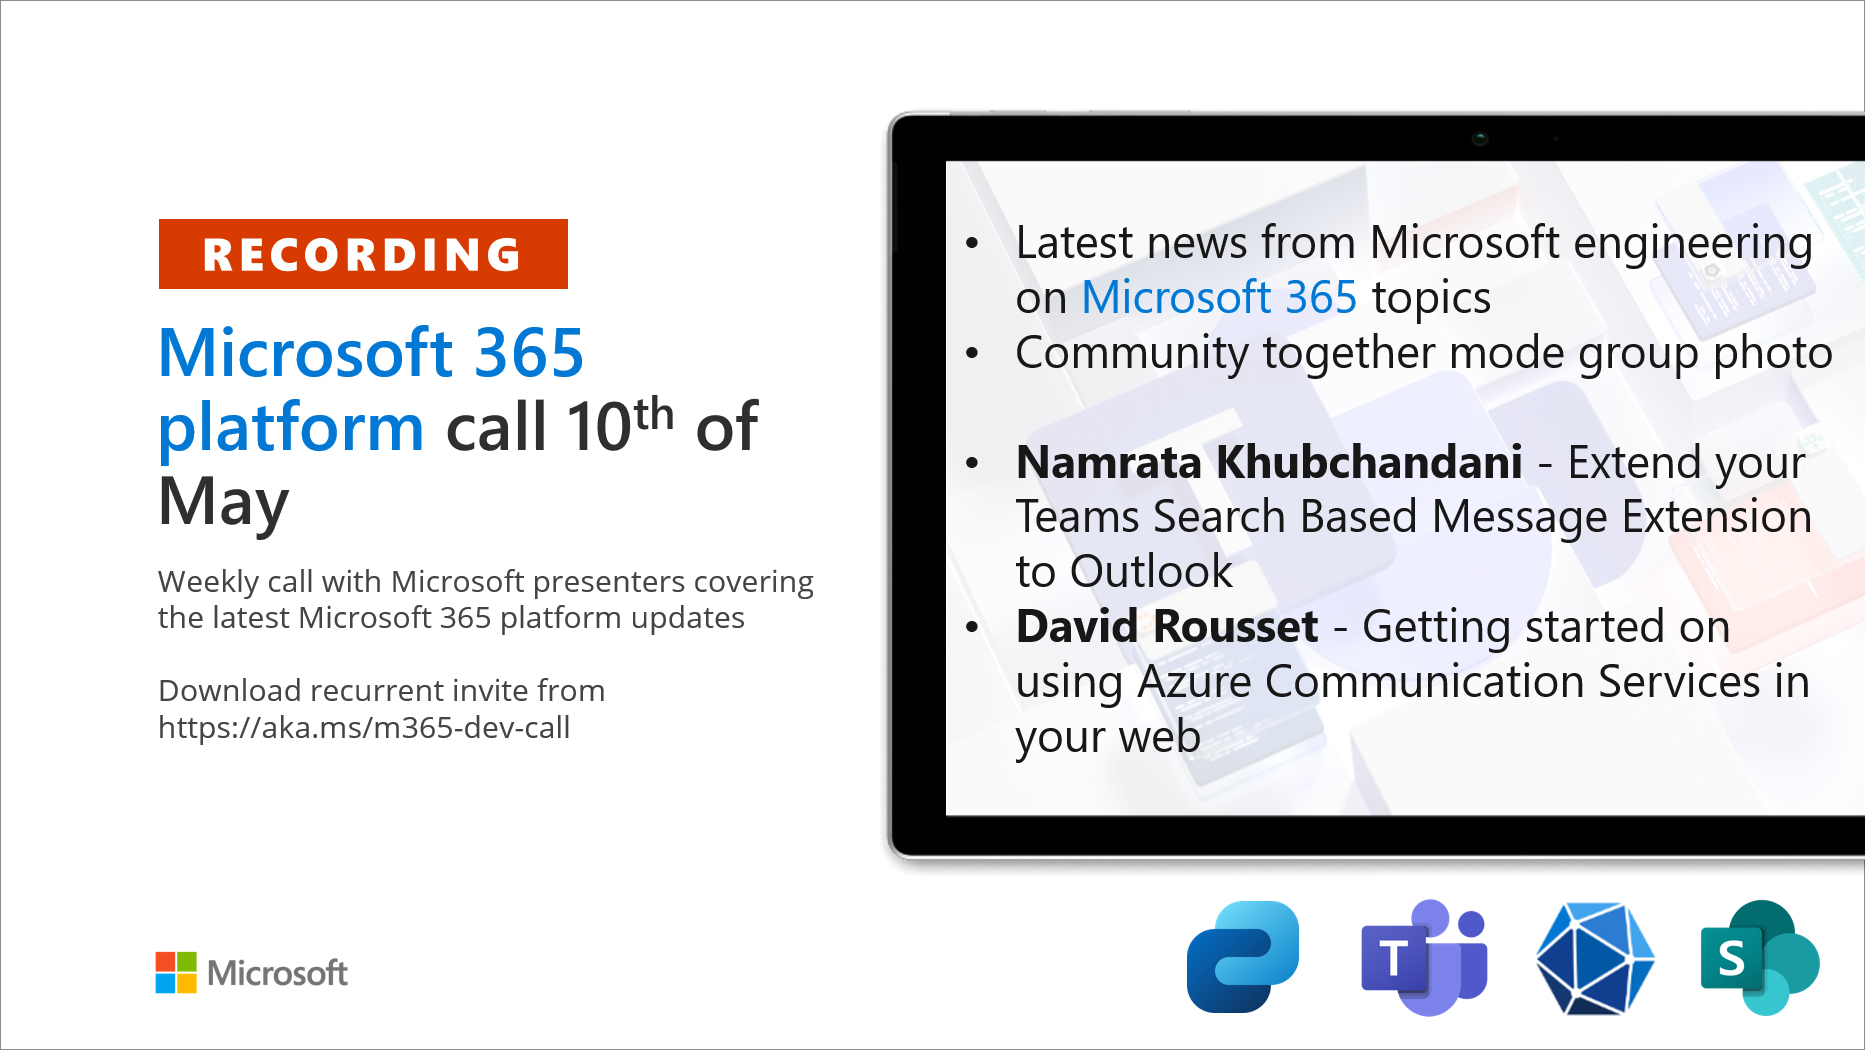 RECORDING
Microsoft 365
platform call 10th of
May
Weekly call with Microsoft presenters covering
the latest Microsoft 365 platform updates
Download recurrent invite from
https://aka.ms/m365-dev-call
Microsoft
• Latest news from Microsoft engineering
on Microsoft 365 topics
• Community together mode group photo
• Namrata Khubchandani - Extend your
Teams Search Based Message Extension
to Outlook
• David Rousset - Getting started on
using Azure Communication Services in
your web
T
S